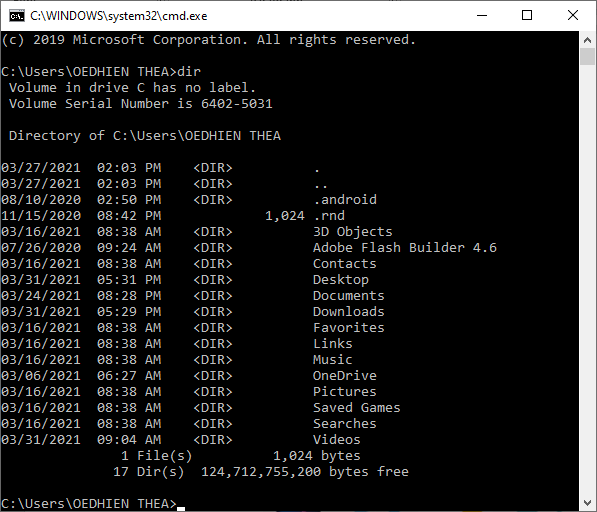 C:\WINDOWS\system32\cmd.exe
(c) 2019 Microsoft Corporation. All rights reserved.
C:\Users\OEDHIEN THEA>dir
 Volume in drive C has no label.
 Volume Serial Number is 6402-5031
 Directory of C:\Users\OEDHIEN THEA
03/27/2021  02:03 PM    <DIR>          .
03/27/2021  02:03 PM    <DIR>          ..
08/10/2020  02:50 PM    <DIR>          .android
11/15/2020  08:42 PM             1,024 .rnd
03/16/2021  08:38 AM    <DIR>          3D Objects
07/26/2020  09:24 AM    <DIR>          Adobe Flash Builder 4.6
03/16/2021  08:38 AM    <DIR>          Contacts
03/31/2021  05:31 PM    <DIR>          Desktop
03/24/2021  08:28 PM    <DIR>          Documents
03/31/2021  05:29 PM    <DIR>          Downloads
03/16/2021  08:38 AM    <DIR>          Favorites
03/16/2021  08:38 AM    <DIR>          Links
03/16/2021  08:38 AM    <DIR>          Music
03/06/2021  06:27 AM    <DIR>          OneDrive
03/16/2021  08:38 AM    <DIR>          Pictures
03/16/2021  08:38 AM    <DIR>          Saved Games
03/16/2021  08:38 AM    <DIR>          Searches
03/31/2021  09:04 AM    <DIR>          Videos
               1 File(s)          1,024 bytes
              17 Dir(s)  124,712,755,200 bytes free
C:\Users\OEDHIEN THEA>